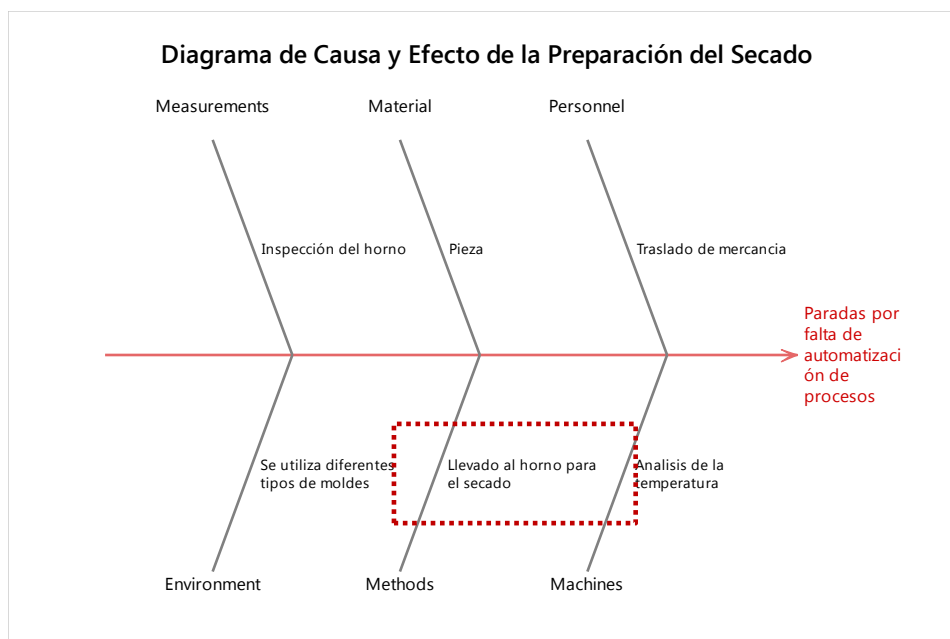 Diagrama de Causa y Efecto de la Preparación del Secado
Measurements
Material
Personnel
Inspección del horno
Pieza
Traslado de mercancia
Paradas por
falta de
automatizaci
ón de
procesos
Se utiliza diferentes
tipos de moldes
Llevado al horno para
el secado
Analisis de la
temperatura
Environment
Methods
Machines